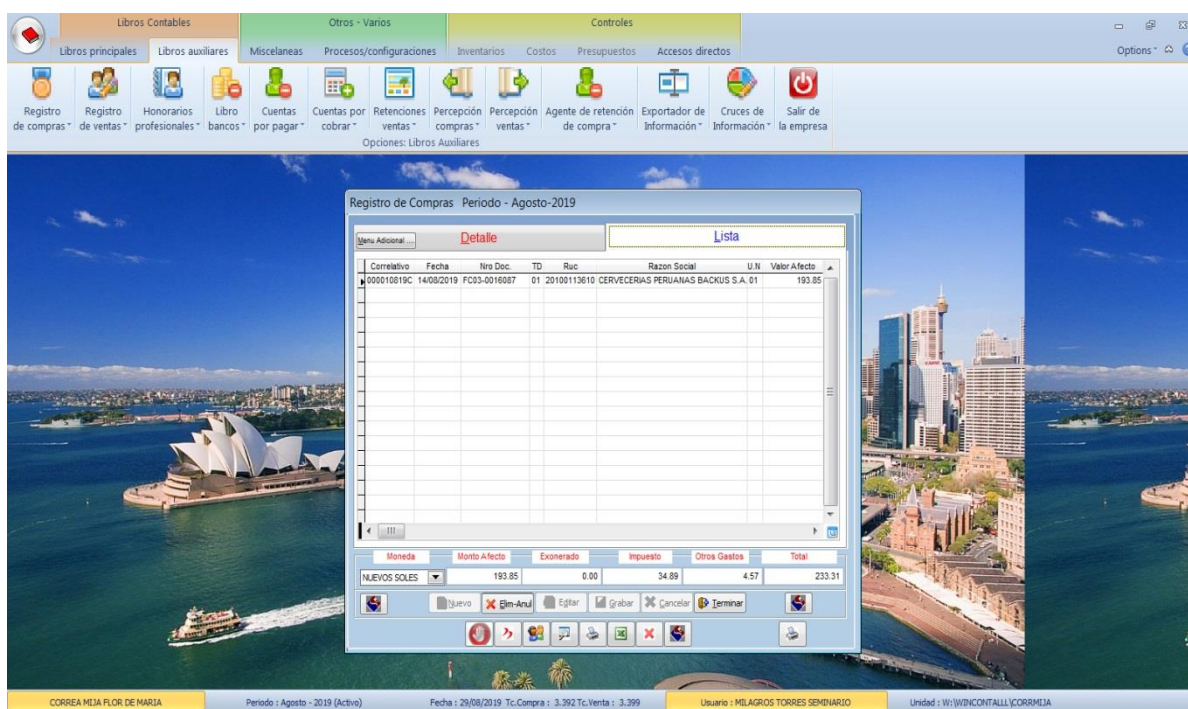 Libros Contables Otros - Varios Controles
Libros principales Libros auxiliares Miscelaneas Procesos/configuraciones Inventarios Costos Presupuestos Accesos directos Options
Registro de compras Registro de ventas Honorarios profesionales Libro bancos Cuentas por pagar Cuentas por cobrar Retenciones ventas Percepción compras Percepción ventas Agente de retención de compra Exportador de Información Cruces de Información Salir de la empresa
Opciones: Libros Auxiliares
Registro de Compras Periodo - Agosto-2019
Menu Adicional ... Detalle Lista
Correlativo Fecha Nro Doc. TD Ruc Razon Social U.N Valor Afecto
000010819C 14/08/2019 FC03-0016087 01 20100113610 CERVECERIAS PERUANAS BACKUS S.A. 01 193.85
Moneda Monto Afecto Exonerado Impuesto Otros Gastos Total
NUEVOS SOLES 193.85 0.00 34.89 4.57 233.31
Nuevo Elim-Anul Editar Grabar Cancelar Terminar
CORREA MIJA FLOR DE MARIA Periodo : Agosto - 2019 (Activo) Fecha : 29/08/2019 Tc.Compra : 3.392 Tc.Venta : 3.399 Usuario : MILAGROS TORRES SEMINARIO Unidad : W:\WINCONTALLL\CORRMIJA